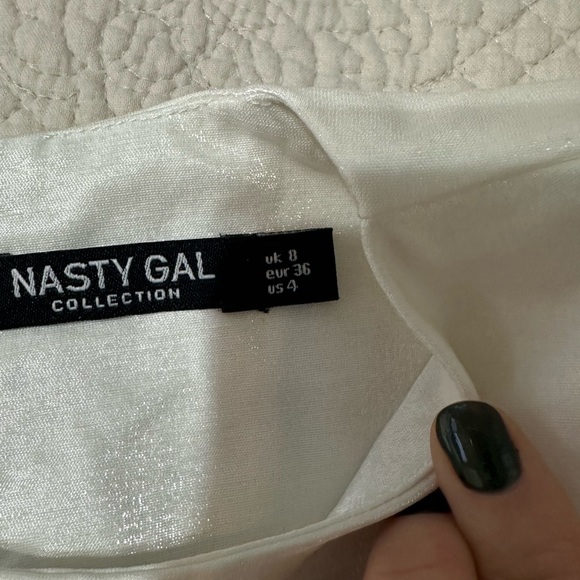 NASTY GAL
COLLECTION
uk 8
eur 36
us 4